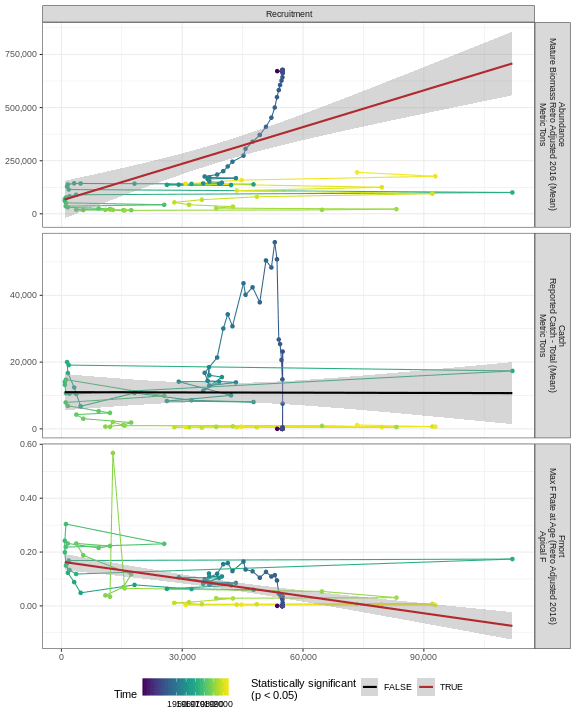 Recruitment
750,000
500,000
250,000
0
Abundance
Mature Biomass Retro Adjusted 2016 (Mean)
Metric Tons
40,000
20,000
0
Catch
Reported Catch - Total (Mean)
Metric Tons
0.60
0.40
0.20
0.00
Fmort
Max F Rate at Age (Retro Adjusted 2016)
Apical F
0
30,000
60,000
90,000
Time
Statistically significant
(p < 0.05)
FALSE
TRUE